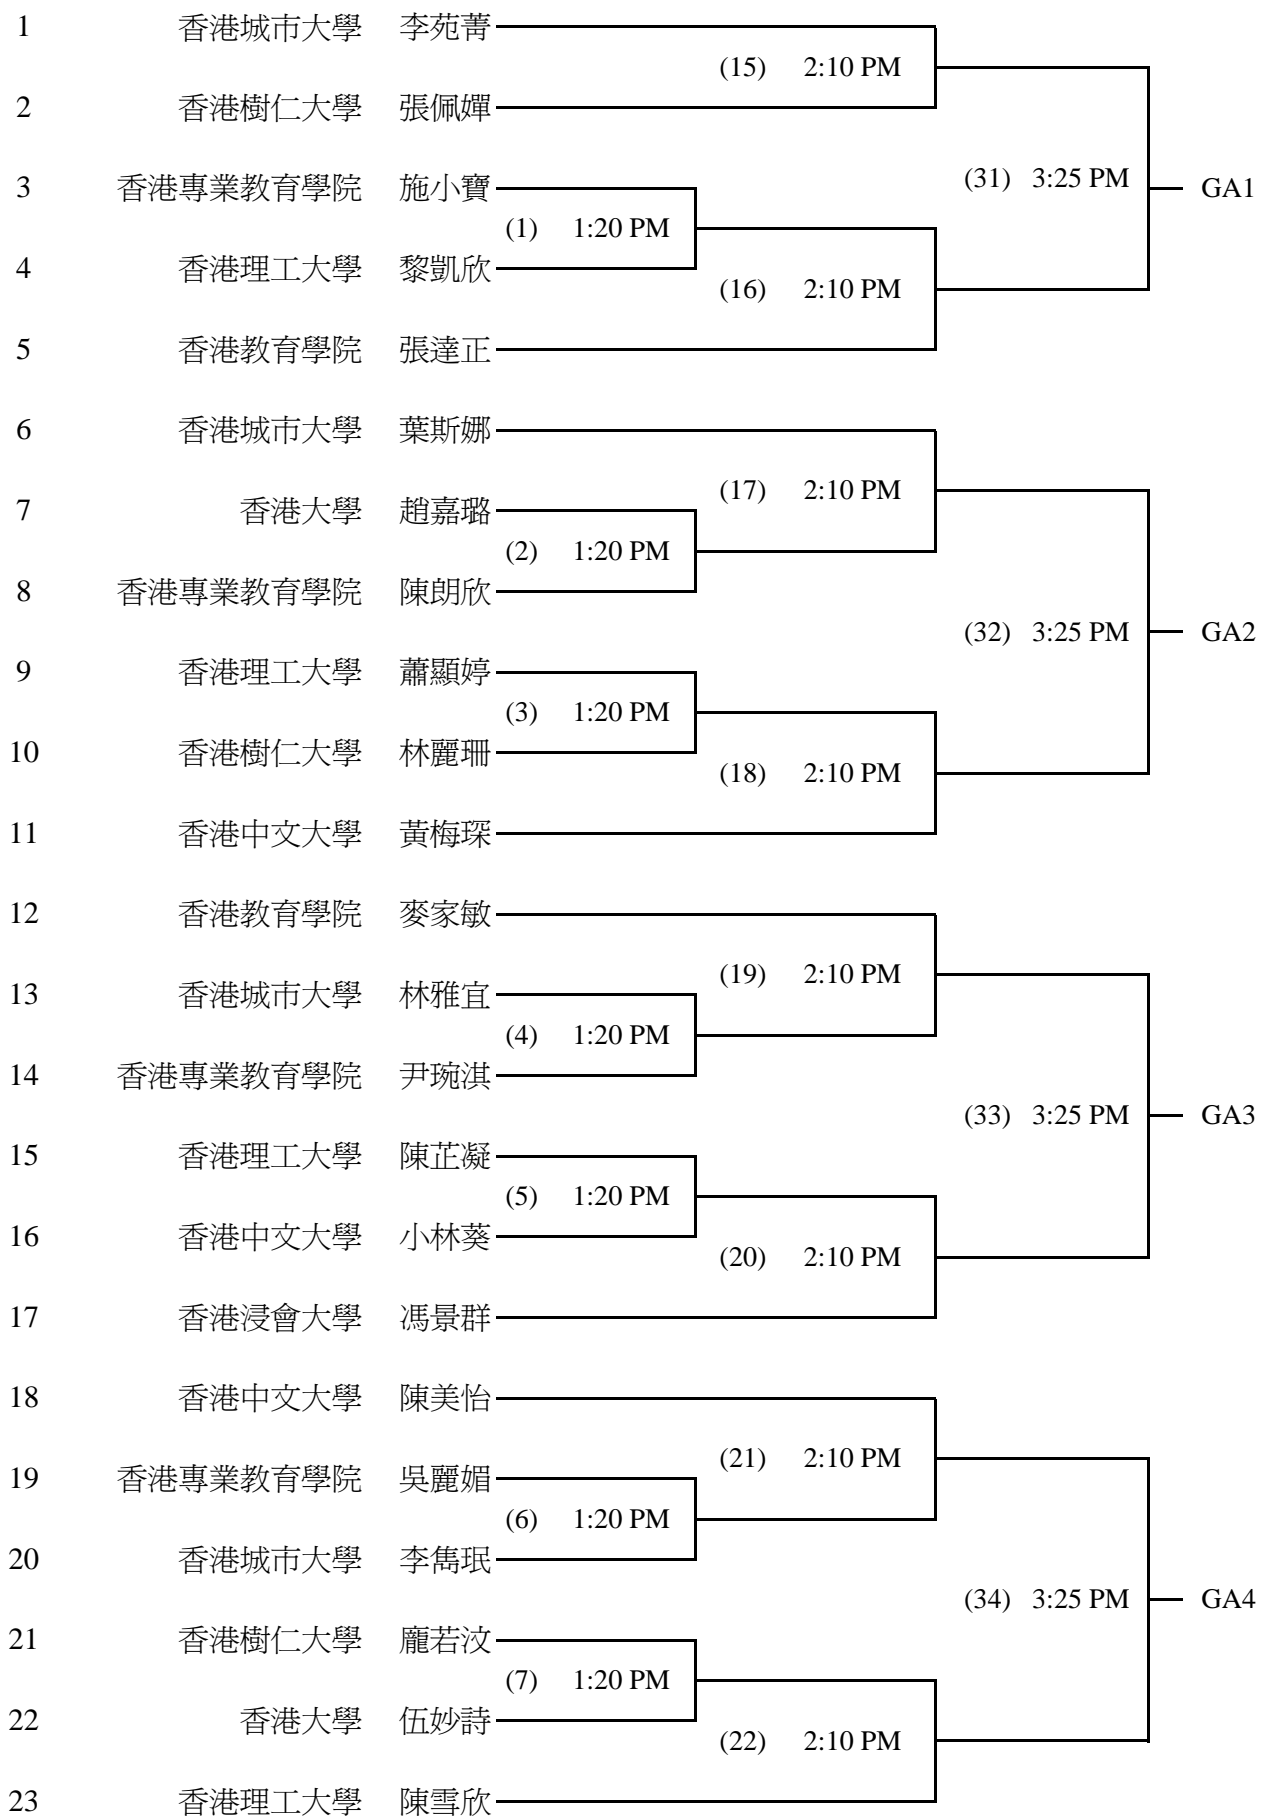 1 香港城市大學 李苑菁
(15) 2:10 PM
2 香港樹仁大學 張佩嬋
3 香港專業教育學院 施小寶
(31) 3:25 PM GA1
(1) 1:20 PM
4 香港理工大學 黎凱欣
(16) 2:10 PM
5 香港教育學院 張達正
6 香港城市大學 葉斯娜
(17) 2:10 PM
7 香港大學 趙嘉璐
(2) 1:20 PM
8 香港專業教育學院 陳朗欣
(32) 3:25 PM GA2
9 香港理工大學 蕭顯婷
(3) 1:20 PM
10 香港樹仁大學 林麗珊
(18) 2:10 PM
11 香港中文大學 黃梅琛
12 香港教育學院 麥家敏
(19) 2:10 PM
13 香港城市大學 林雅宜
(4) 1:20 PM
14 香港專業教育學院 尹琬淇
(33) 3:25 PM GA3
15 香港理工大學 陳芷凝
(5) 1:20 PM
16 香港中文大學 小林葵
(20) 2:10 PM
17 香港浸會大學 馮景群
18 香港中文大學 陳美怡
(21) 2:10 PM
19 香港專業教育學院 吳麗媚
(6) 1:20 PM
20 香港城市大學 李雋珉
(34) 3:25 PM GA4
21 香港樹仁大學 龐若汶
(7) 1:20 PM
22 香港大學 伍妙詩
(22) 2:10 PM
23 香港理工大學 陳雪欣